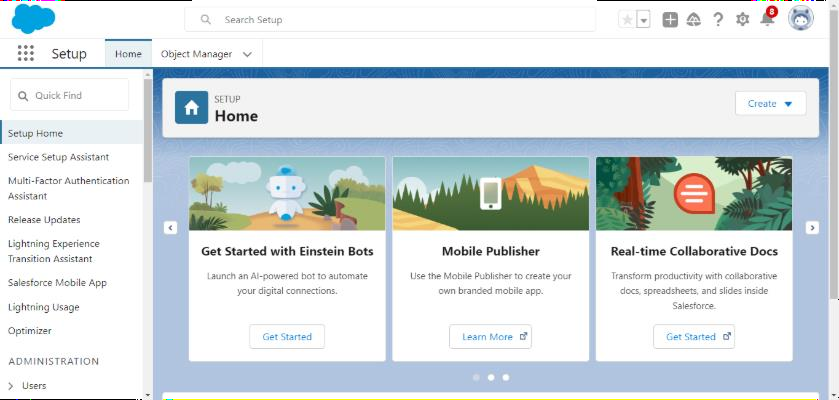 Search Setup
8
Setup
Home
Object Manager
Quick Find
Setup Home
Service Setup Assistant
Multi-Factor Authentication
Assistant
Release Updates
Lightning Experience
Transition Assistant
Salesforce Mobile App
Lightning Usage
Optimizer
ADMINISTRATION
Users
SETUP
Home
Create
Get Started with Einstein Bots
Launch an AI-powered bot to automate
your digital connections.
Get Started
Mobile Publisher
Use the Mobile Publisher to create your
own branded mobile app.
Learn More
Real-time Collaborative Docs
Transform productivity with collaborative
docs, spreadsheets, and slides inside
Salesforce.
Get Started